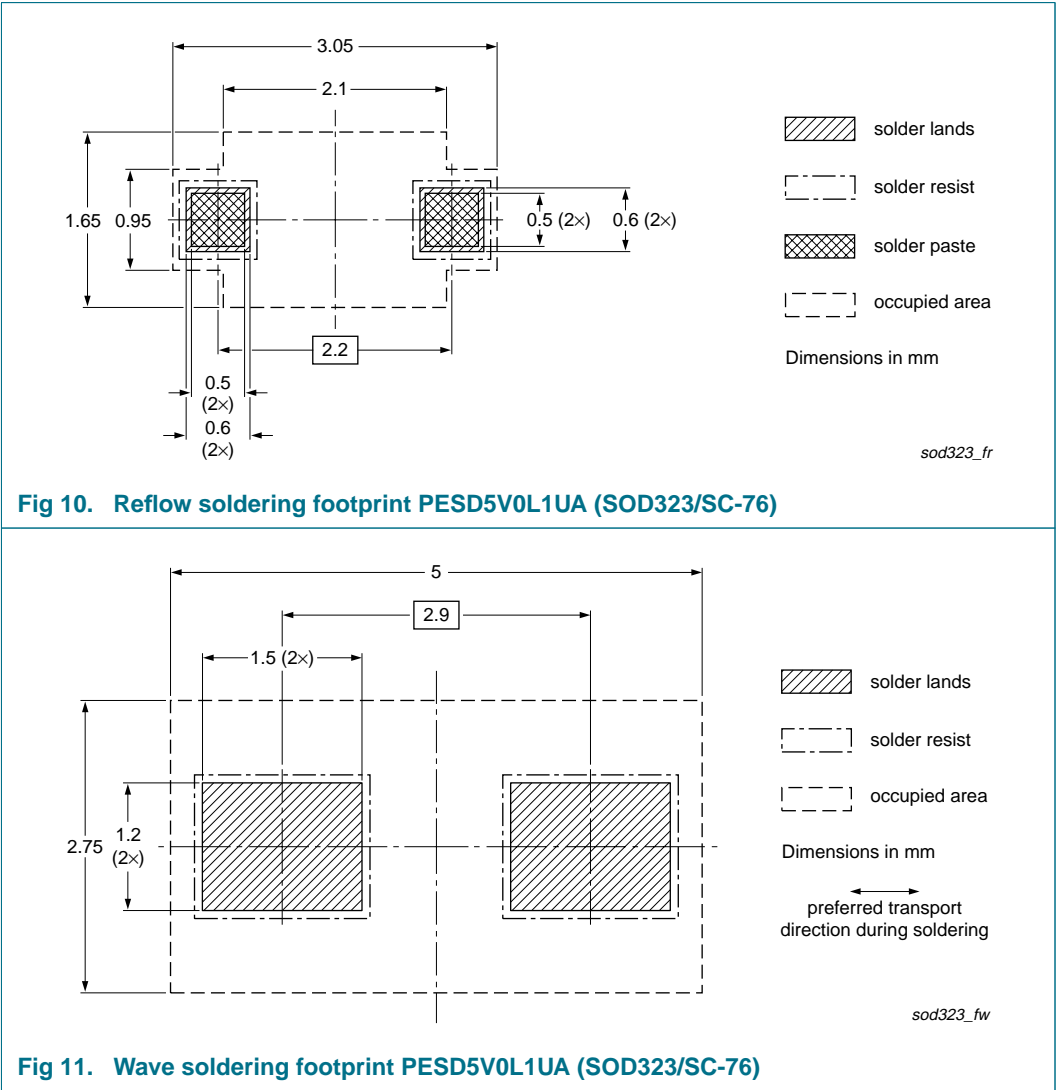 3.05
2.1
solder lands
solder resist
1.65 0.95 0.5 (2×) 0.6 (2×)
solder paste
occupied area
2.2
Dimensions in mm
0.5
(2×)
0.6
(2×)
sod323_fr
Fig 10. Reflow soldering footprint PESD5V0L1UA (SOD323/SC-76)
5
2.9
1.5 (2×)
solder lands
solder resist
occupied area
2.75 1.2
(2×)
Dimensions in mm
preferred transport
direction during soldering
sod323_fw
Fig 11. Wave soldering footprint PESD5V0L1UA (SOD323/SC-76)